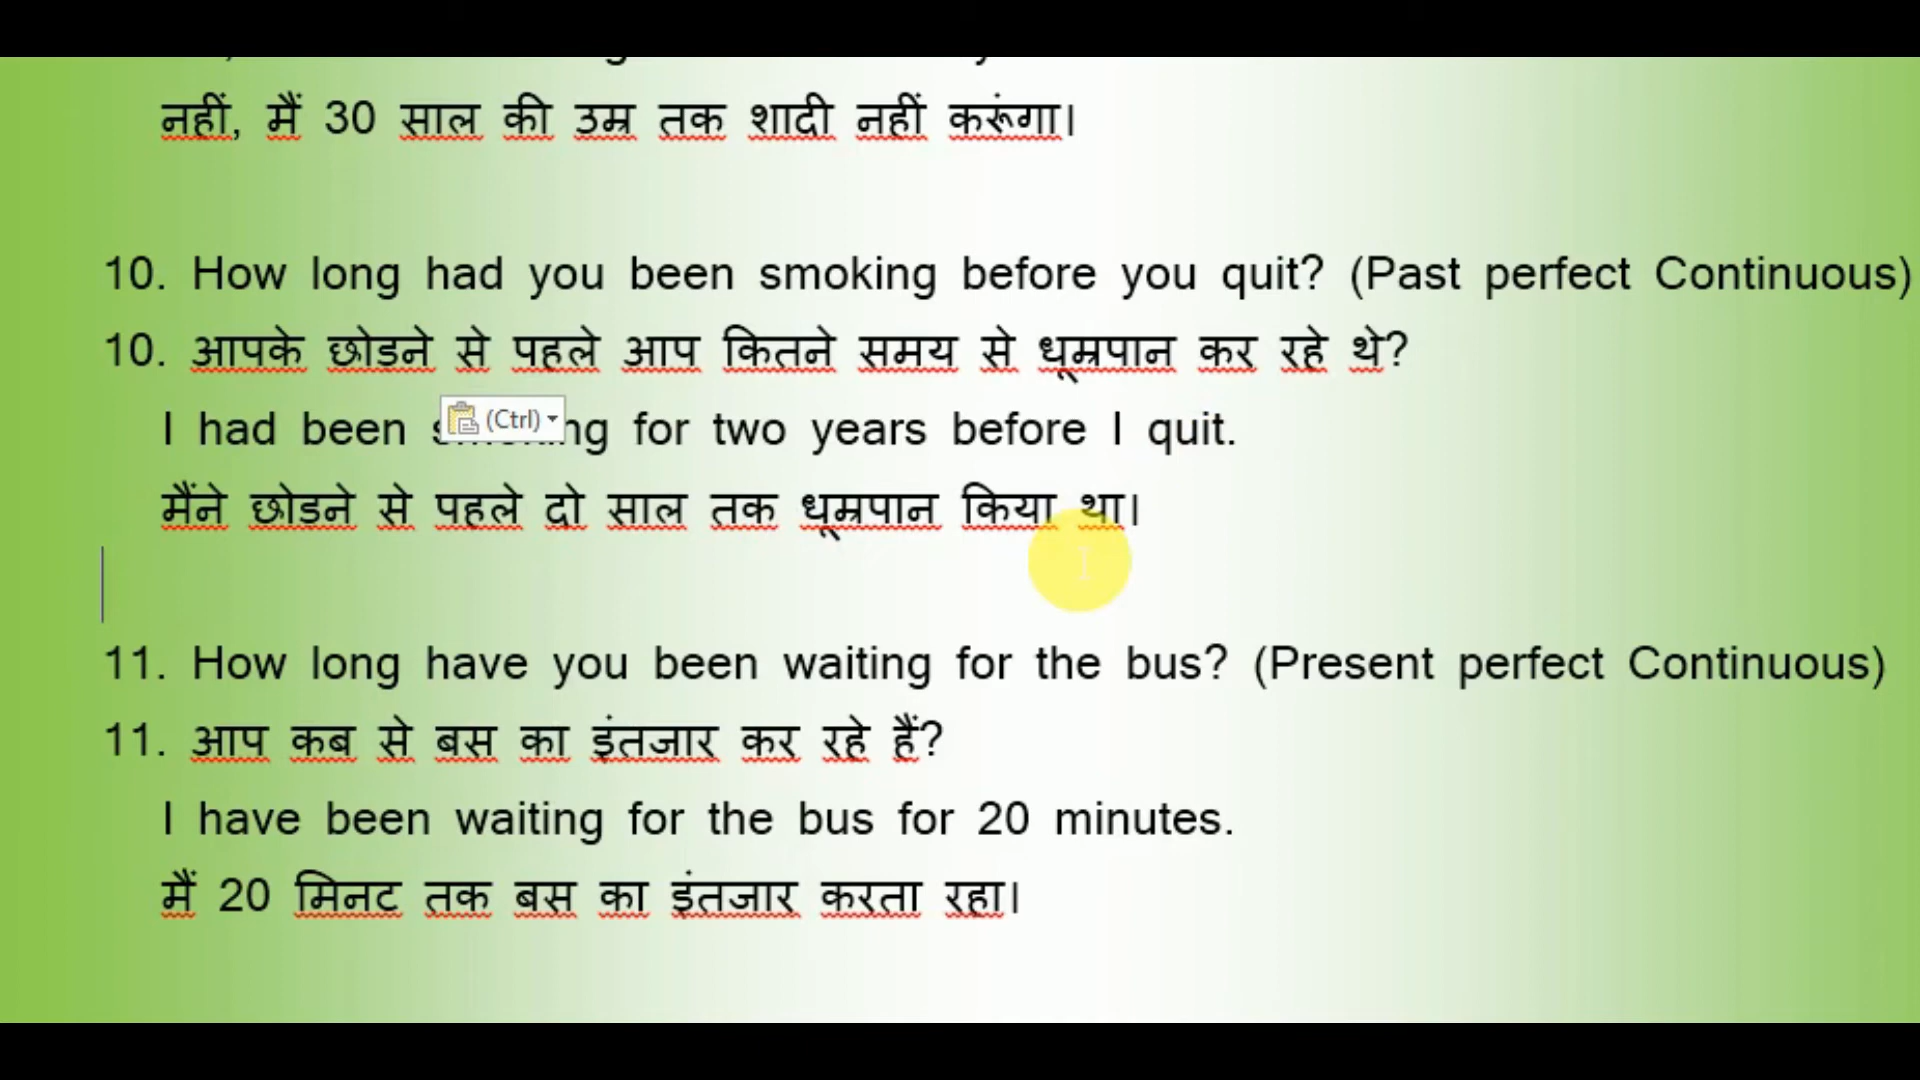 नहीं, मैं 30 साल की उम्र तक शादी नहीं करूंगा।
10. How long had you been smoking before you quit? (Past perfect Continuous)
10. आपके छोडने से पहले आप कितने समय से धूम्रपान कर रहे थे?
(Ctrl)
I had been for two years before I quit.
मैंने छोडने से पहले दो साल तक धूम्रपान किया था।
11. How long have you been waiting for the bus? (Present perfect Continuous)
11. आप कब से बस का इंतजार कर रहे हैं?
I have been waiting for the bus for 20 minutes.
मैं 20 मिनट तक बस का इंतजार करता रहा।